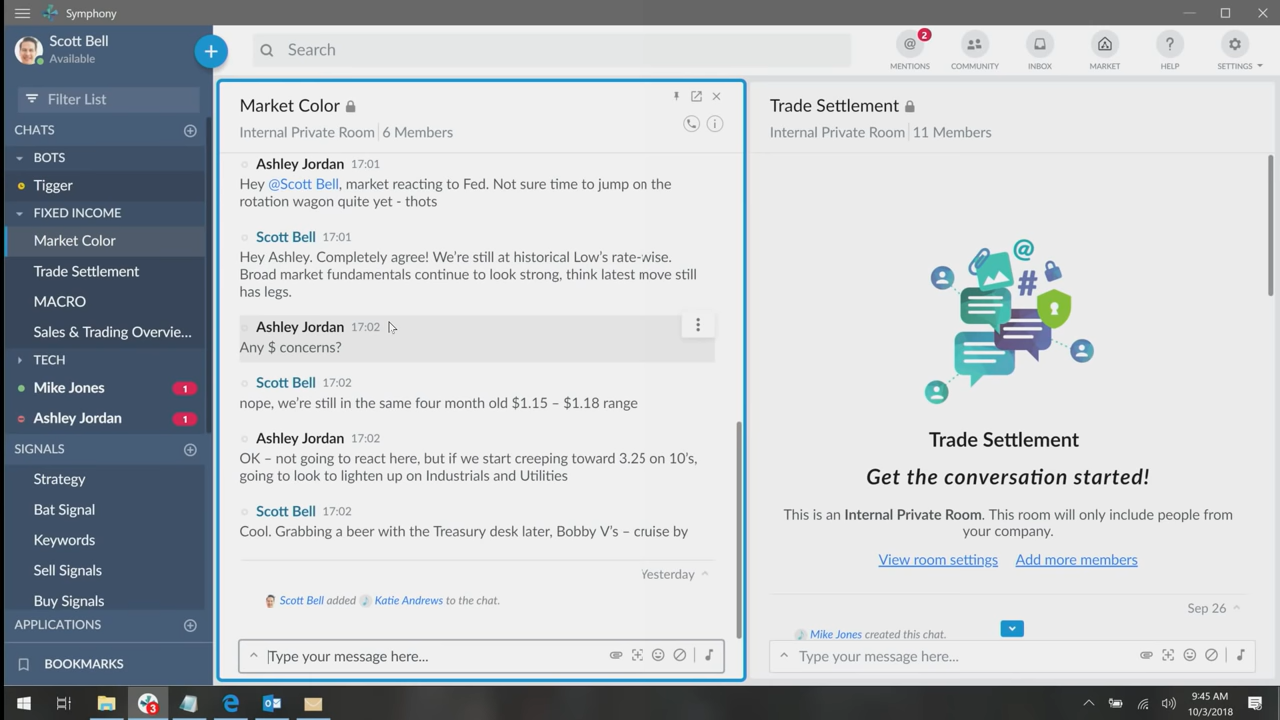 Symphony
Scott Bell
Available
+
Search
@
2
MENTIONS
COMMUNITY
INBOX
MARKET
?
HELP
SETTINGS
Filter List
CHATS
BOTS
Tigger
FIXED INCOME
Market Color
Trade Settlement
MACRO
Sales & Trading Overvie...
TECH
Mike Jones
1
Ashley Jordan
1
SIGNALS
Strategy
Bat Signal
Keywords
Sell Signals
Buy Signals
APPLICATIONS
BOOKMARKS
Market Color
Internal Private Room | 6 Members
Ashley Jordan 17:01
Hey @Scott Bell, market reacting to Fed. Not sure time to jump on the
rotation wagon quite yet - thots
Scott Bell 17:01
Hey Ashley. Completely agree! We're still at historical Low's rate-wise.
Broad market fundamentals continue to look strong, think latest move still
has legs.
Ashley Jordan 17:02
Any $ concerns?
Scott Bell 17:02
nope, we're still in the same four month old $1.15 – $1.18 range
Ashley Jordan 17:02
OK – not going to react here, but if we start creeping toward 3.25 on 10's,
going to look to lighten up on Industrials and Utilities
Scott Bell 17:02
Cool. Grabbing a beer with the Treasury desk later, Bobby V's – cruise by
Yesterday
Scott Bell added Katie Andrews to the chat.
Type your message here...
Trade Settlement
Internal Private Room | 11 Members
@
#
Trade Settlement
Get the conversation started!
This is an Internal Private Room. This room will only include people from
your company.
View room settings Add more members
Sep 26
Mike Jones created this chat.
Type your message here...
3
9:45 AM
10/3/2018